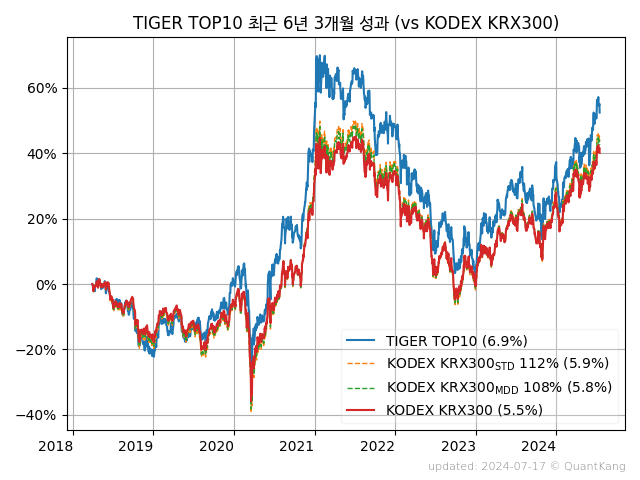 TIGER TOP10 최근 6년 3개월 성과 (vs KODEX KRX300)
60%
40%
20%
0%
−20%
−40%
TIGER TOP10 (6.9%)
KODEX KRX300STD 112% (5.9%)
KODEX KRX300MDD 108% (5.8%)
KODEX KRX300 (5.5%)
2018 2019 2020 2021 2022 2023 2024
updated: 2024-07-17 © QuantKang